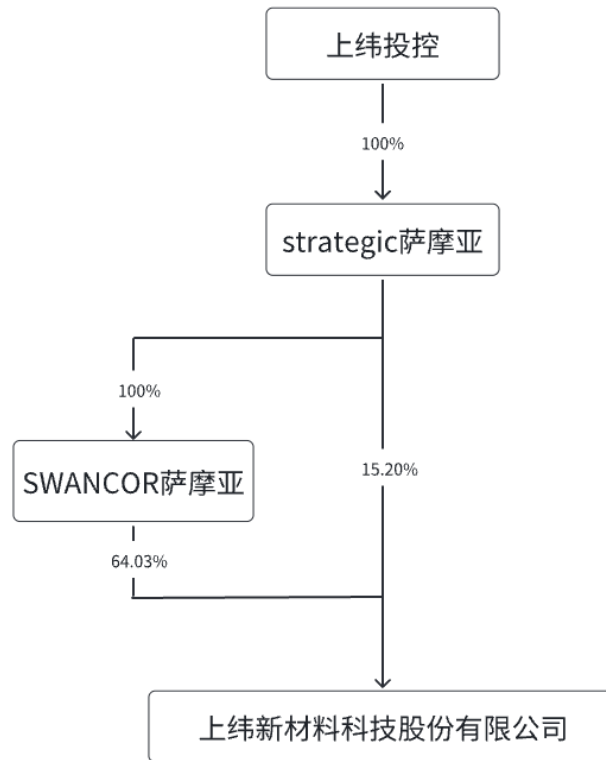 上纬投控
100%
strategic萨摩亚
100%
15.20%
SWANCOR萨摩亚
64.03%
上纬新材料科技股份有限公司